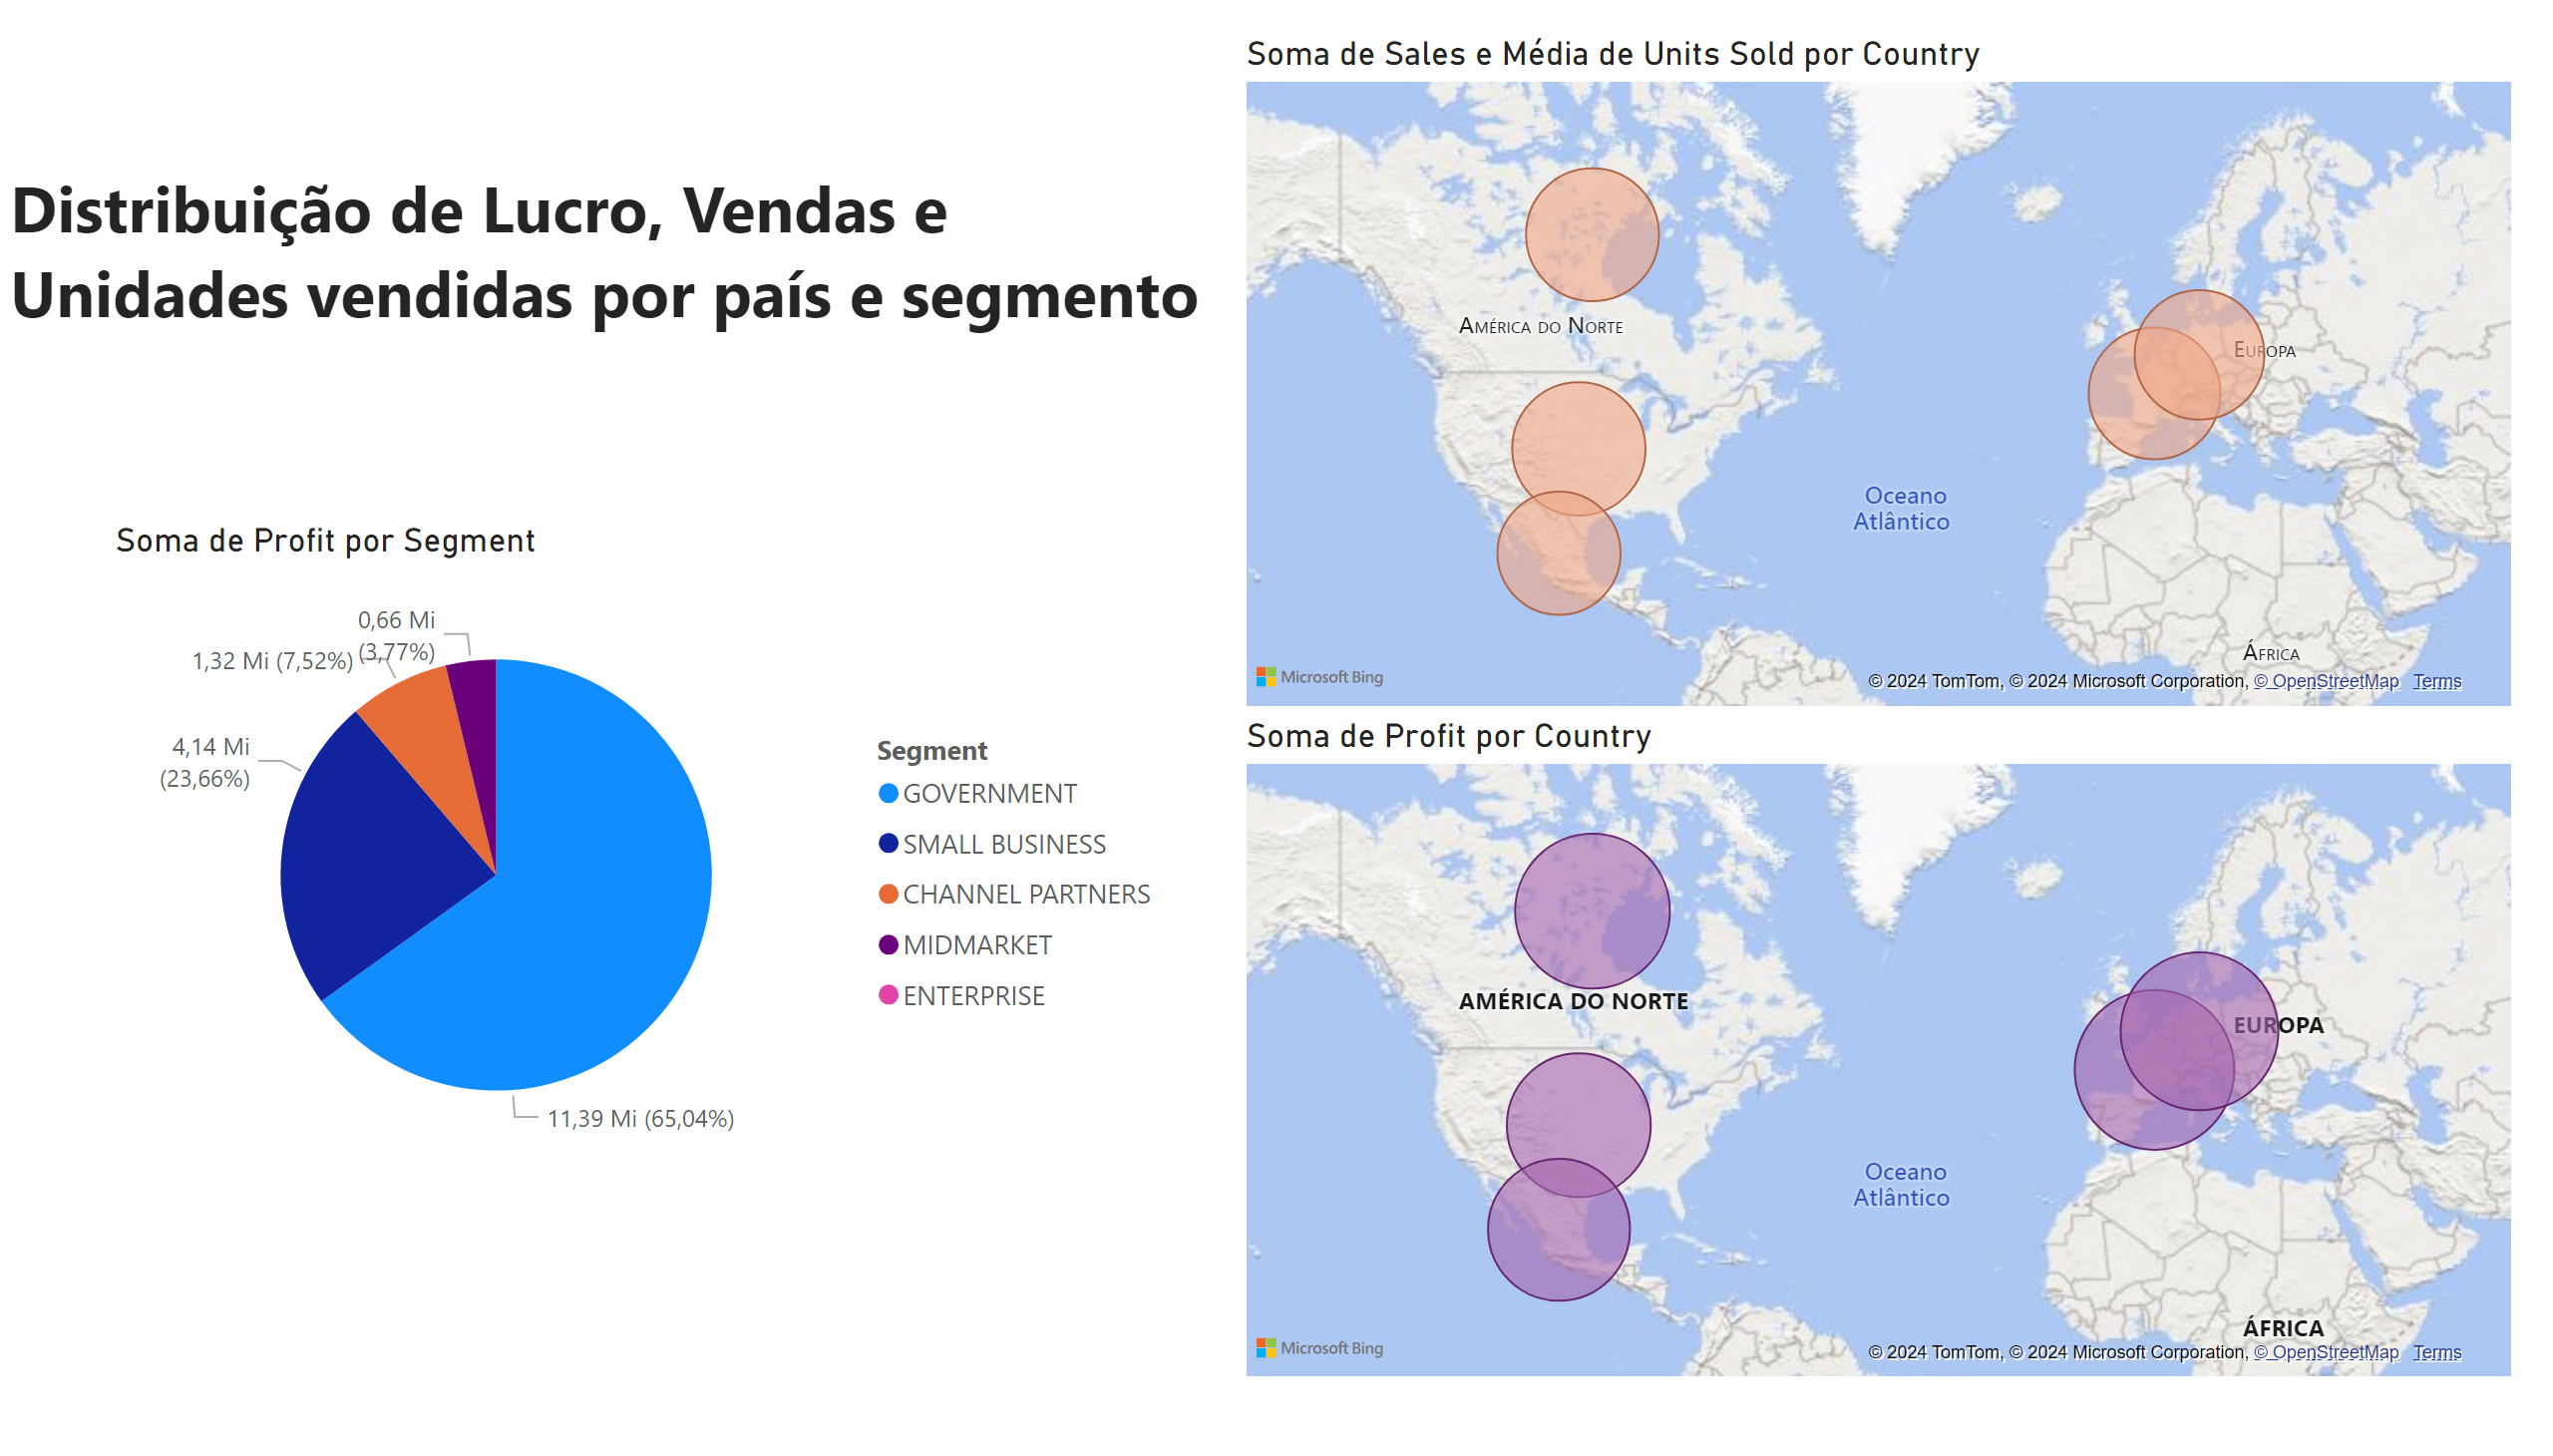 Distribuição de Lucro, Vendas e
Unidades vendidas por país e segmento
Soma de Profit por Segment
0,66 Mi
(3,77%)
1,32 Mi (7,52%)
4,14 Mi
(23,66%)
11,39 Mi (65,04%)
Segment
GOVERNMENT
SMALL BUSINESS
CHANNEL PARTNERS
MIDMARKET
ENTERPRISE
Soma de Sales e Média de Units Sold por Country
América do Norte
Europa
Oceano
Atlântico
África
Microsoft Bing
© 2024 TomTom, © 2024 Microsoft Corporation, © OpenStreetMap Terms
Soma de Profit por Country
AMÉRICA DO NORTE
EUROPA
Oceano
Atlântico
ÁFRICA
Microsoft Bing
© 2024 TomTom, © 2024 Microsoft Corporation, © OpenStreetMap Terms